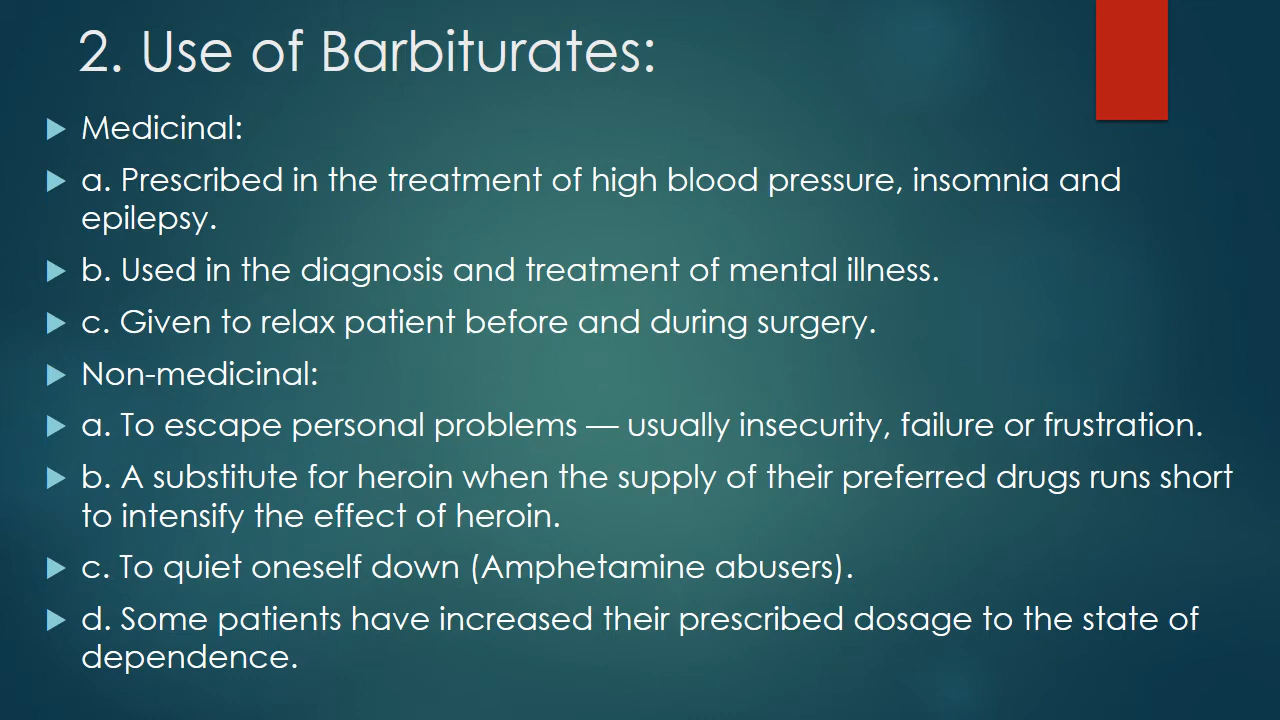 2. Use of Barbiturates:
Medicinal:
a. Prescribed in the treatment of high blood pressure, insomnia and
epilepsy.
b. Used in the diagnosis and treatment of mental illness.
c. Given to relax patient before and during surgery.
Non-medicinal:
a. To escape personal problems — usually insecurity, failure or frustration.
b. A substitute for heroin when the supply of their preferred drugs runs short
to intensify the effect of heroin.
c. To quiet oneself down (Amphetamine abusers).
d. Some patients have increased their prescribed dosage to the state of
dependence.